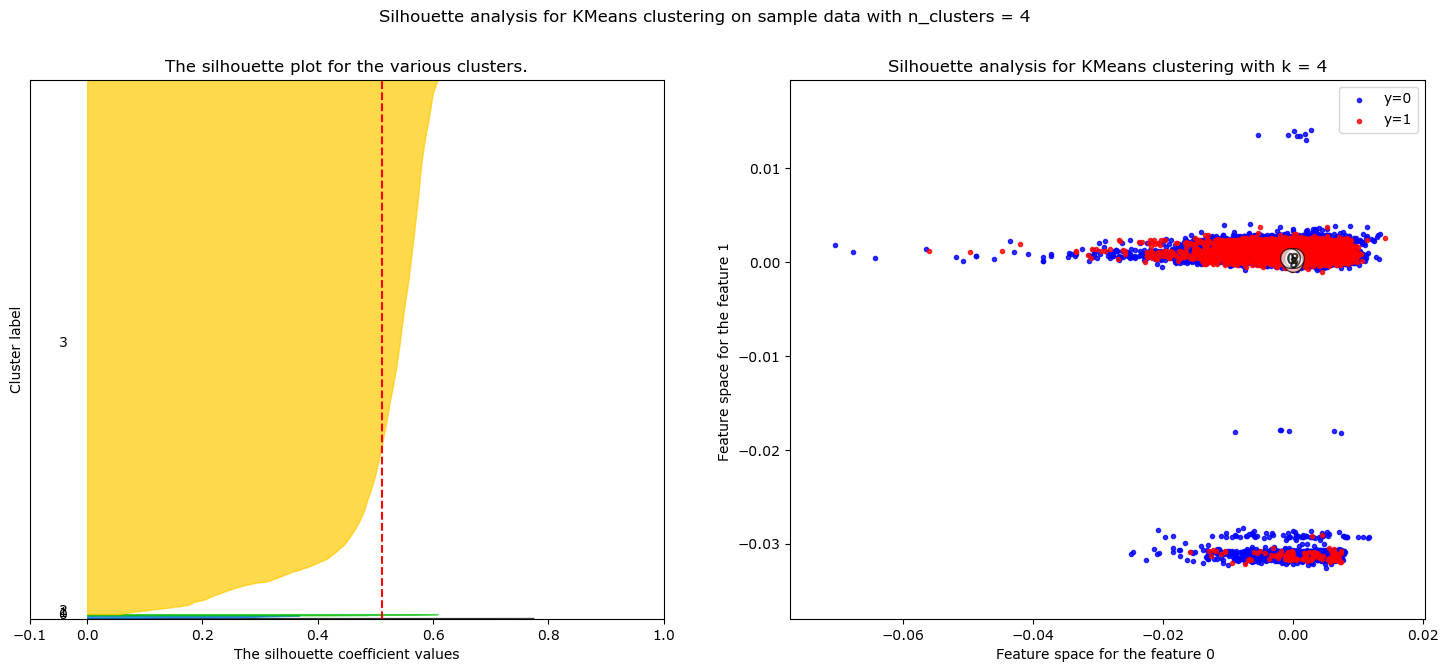 Silhouette analysis for KMeans clustering on sample data with n_clusters = 4
The silhouette plot for the various clusters.
Cluster label
3
−0.1 0.0 0.2 0.4 0.6 0.8 1.0
The silhouette coefficient values
Silhouette analysis for KMeans clustering with k = 4
y=0
y=1
Feature space for the feature 1
0.01
0.00
−0.01
−0.02
−0.03
−0.06 −0.04 −0.02 0.00 0.02
Feature space for the feature 0